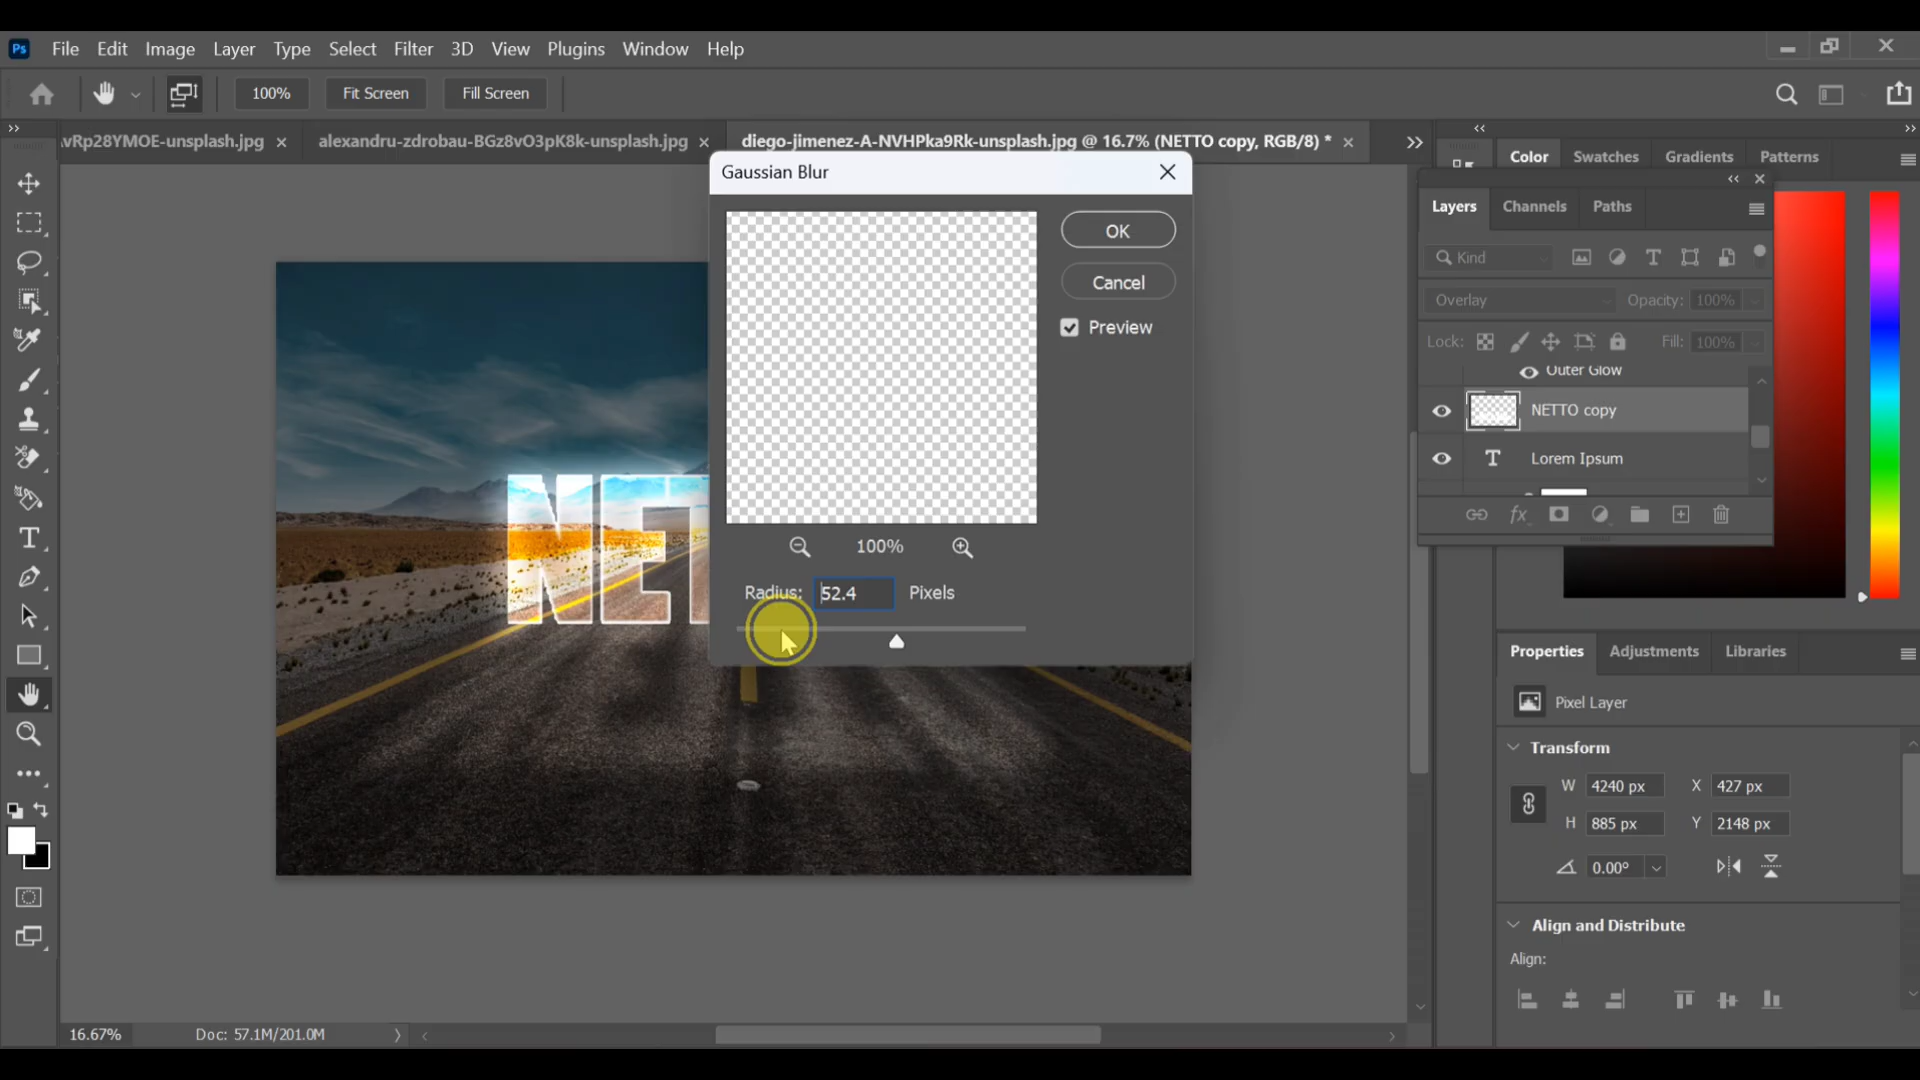 Ps File Edit Image Layer Type Select Filter 3D View Plugins Window Help
100% Fit Screen Fill Screen
vRp28YMOE-unsplash.jpg alexandru-zdrobau-BGz8vO3pK8k-unsplash.jpg diego-jimenez-A-NVHPka9Rk-unsplash.jpg @ 16.7% (NETTO copy, RGB/8) *
Color Swatches Gradients Patterns
Gaussian Blur
OK
Cancel
Preview
100%
Radius: 52.4 Pixels
NET
Layers Channels Paths
Kind
Overlay Opacity: 100%
Lock: Fill: 100%
Outer Glow
NETTO copy
T Lorem Ipsum
fx
Properties Adjustments Libraries
Pixel Layer
Transform
W 4240 px X 427 px
H 885 px Y 2148 px
0.00°
Align and Distribute
Align:
16.67% Doc: 57.1M/201.0M